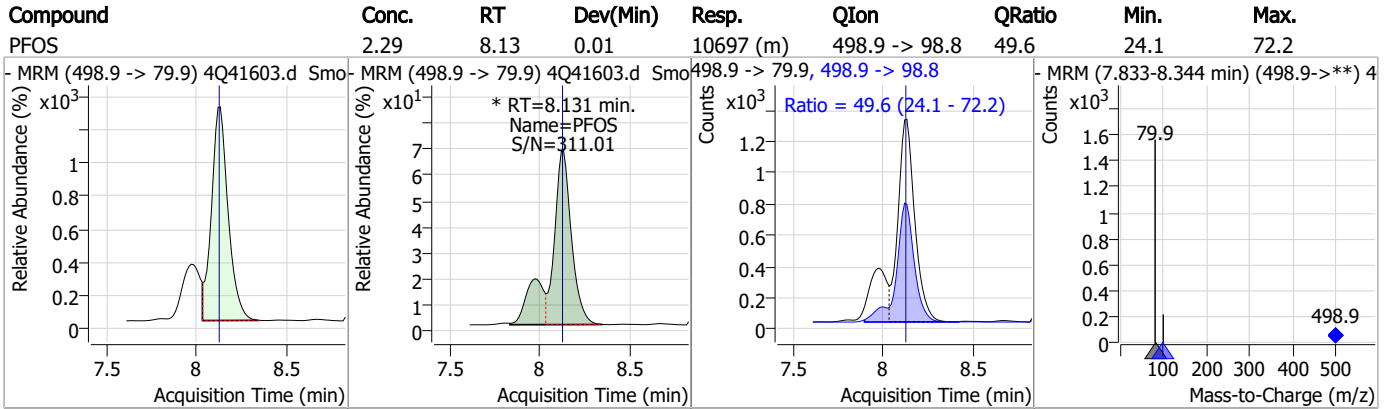 Compound Conc. RT Dev(Min) Resp. QIon QRatio Min. Max.
PFOS 2.29 8.13 0.01 10697 (m) 498.9 -> 98.8 49.6 24.1 72.2
- MRM (498.9 -> 79.9) 4Q41603.d Smo
Relative Abundance (%)
x10³
1
0.8
0.6
0.4
0.2
0
7.5 8 8.5
Acquisition Time (min)
- MRM (498.9 -> 79.9) 4Q41603.d Smo
Relative Abundance (%)
x10¹
* RT=8.131 min.
Name=PFOS
S/N=311.01
7
6
5
4
3
2
1
0
7.5 8 8.5
Acquisition Time (min)
498.9 -> 79.9, 498.9 -> 98.8
Counts
x10³
Ratio = 49.6 (24.1 - 72.2)
1.2
1
0.8
0.6
0.4
0.2
0
7.5 8 8.5
Acquisition Time (min)
- MRM (7.833-8.344 min) (498.9->**) 4
Counts
x10³
1.6
79.9
1.4
1.2
1
0.8
0.6
0.4
0.2
498.9
0
100 200 300 400 500
Mass-to-Charge (m/z)